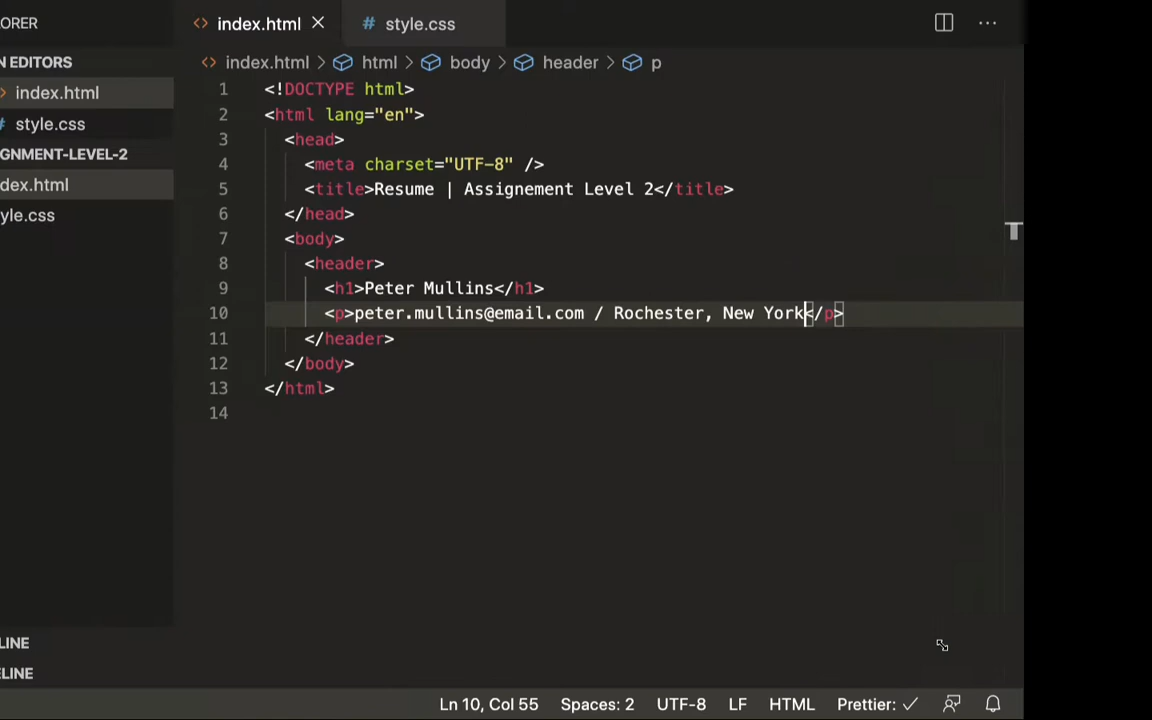 ORER
index.html
# style.css
index.html > html > body > header > p
N EDITORS
index.html
# style.css
GNMENT-LEVEL-2
dex.html
yle.css
1 <!DOCTYPE html>
2 <html lang="en">
3 <head>
4 <meta charset="UTF-8" />
5 <title>Resume | Assignement Level 2</title>
6 </head>
7 <body>
8 <header>
9 <h1>Peter Mullins</h1>
10 <p>peter.mullins@email.com / Rochester, New York</p>
11 </header>
12 </body>
13 </html>
14
LINE
ELINE
Ln 10, Col 55 Spaces: 2 UTF-8 LF HTML Prettier: ✓